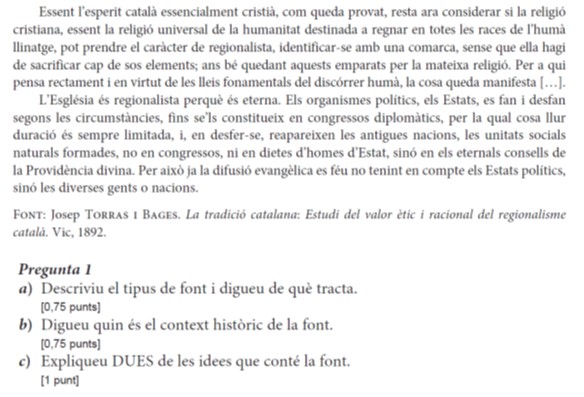 Essent l'esperit català essencialment cristià, com queda provat, resta ara considerar si la religió
cristiana, essent la religió universal de la humanitat destinada a regnar en totes les races de l'humà
llinatge, pot prendre el caràcter de regionalista, identificar-se amb una comarca, sense que ella hagi
de sacrificar cap de sos elements; ans bé quedant aquests emparats per la mateixa religió. Per a qui
pensa rectament i en virtut de les lleis fonamentals del discórrer humà, la cosa queda manifesta […].
L'Església és regionalista perquè és eterna. Els organismes polítics, els Estats, es fan i desfan
segons les circumstàncies, fins se'ls constitueix en congressos diplomàtics, per la qual cosa llur
duració és sempre limitada, i, en desfer-se, reapareixen les antigues nacions, les unitats socials
naturals formades, no en congressos, ni en dietes d'homes d'Estat, sinó en els eternals consells de
la Providència divina. Per això ja la difusió evangèlica es féu no tenint en compte els Estats polítics,
sinó les diverses gents o nacions.
FONT: Josep TORRAS I BAGES. La tradició catalana: Estudi del valor ètic i racional del regionalisme
català. Vic, 1892.
Pregunta 1
a) Descriviu el tipus de font i digueu de què tracta.
[0,75 punts]
b) Digueu quin és el context històric de la font.
[0,75 punts]
c) Expliqueu DUES de les idees que conté la font.
[1 punt]